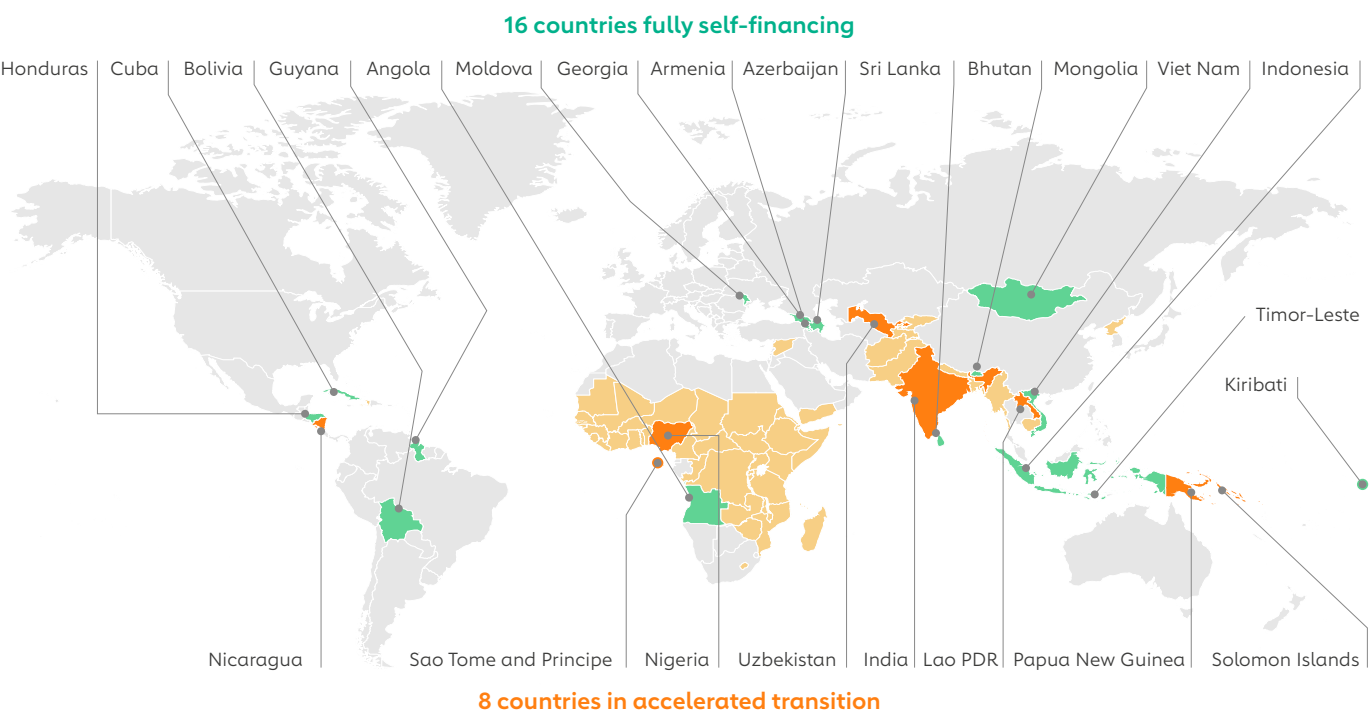 16 countries fully self-financing
Honduras Cuba Bolivia Guyana Angola Moldova Georgia Armenia Azerbaijan Sri Lanka Bhutan Mongolia Viet Nam Indonesia
Timor-Leste
Kiribati
Nicaragua Sao Tome and Principe Nigeria Uzbekistan India Lao PDR Papua New Guinea Solomon Islands
8 countries in accelerated transition